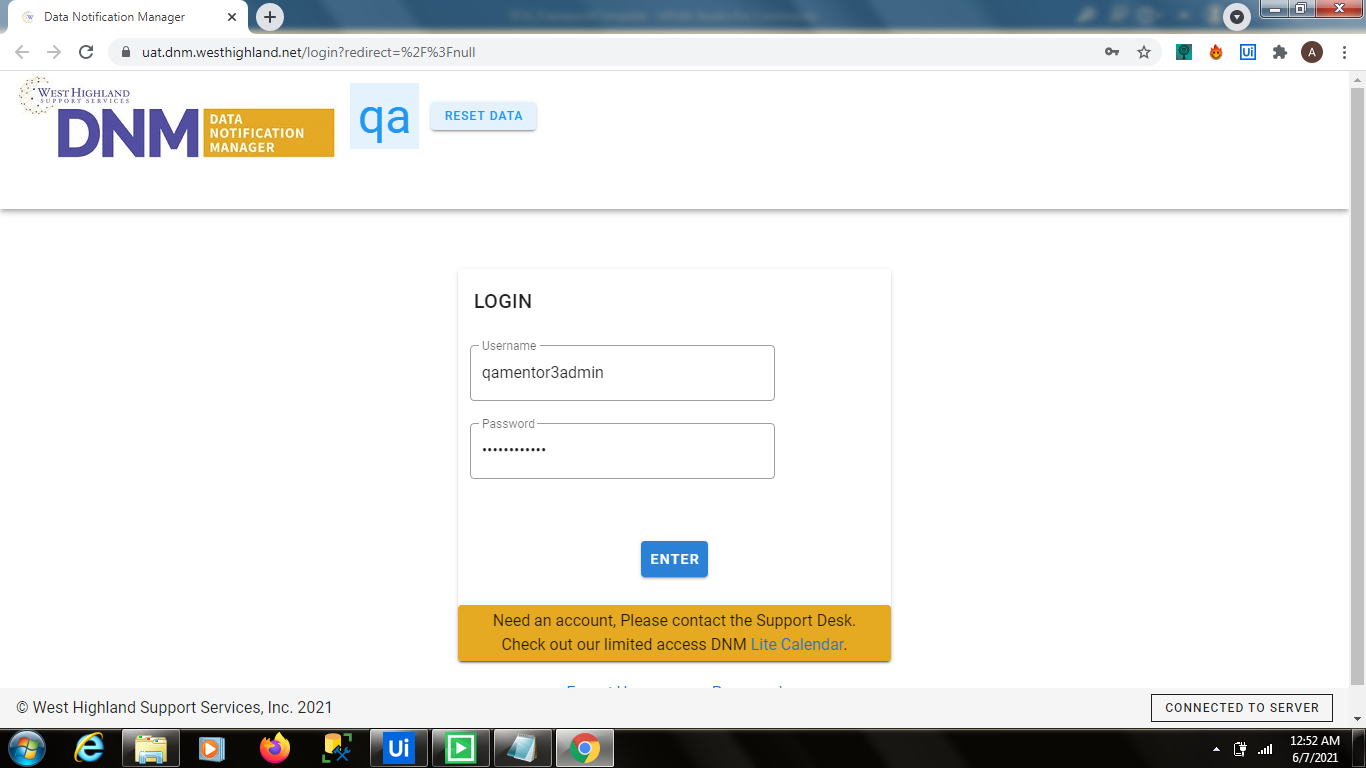 Data Notification Manager
uat.dnm.westhighland.net/login?redirect=%2F%3Fnull
Ui
A
WEST HIGHLAND
SUPPORT SERVICES
DNM
DATA
NOTIFICATION
MANAGER
qa
RESET DATA
LOGIN
Username
qamentor3admin
Password
••••••••••••
ENTER
Need an account, Please contact the Support Desk.
Check out our limited access DNM Lite Calendar.
© West Highland Support Services, Inc. 2021
CONNECTED TO SERVER
Ui
12:52 AM
6/7/2021